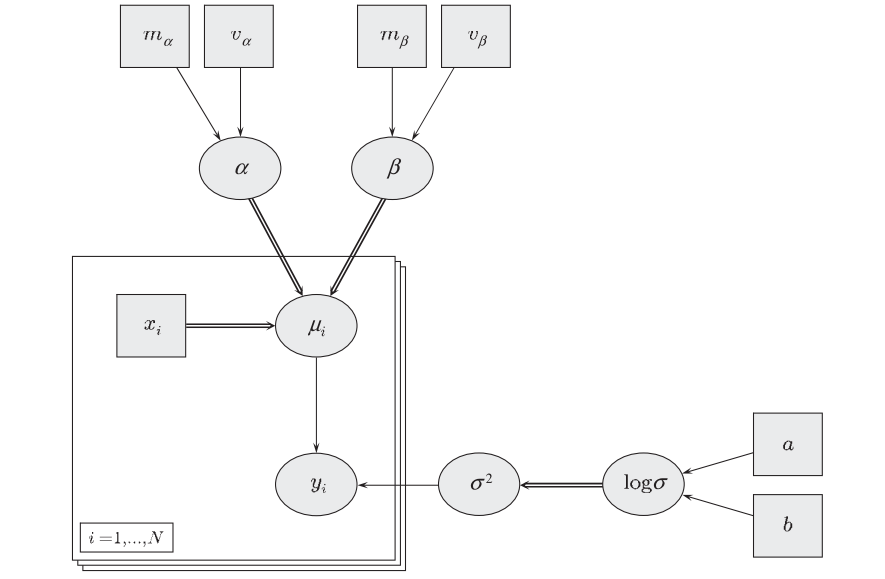 m_α v_α m_β v_β
α β
x_i μ_i
a
y_i σ² logσ
b
i=1,...,N